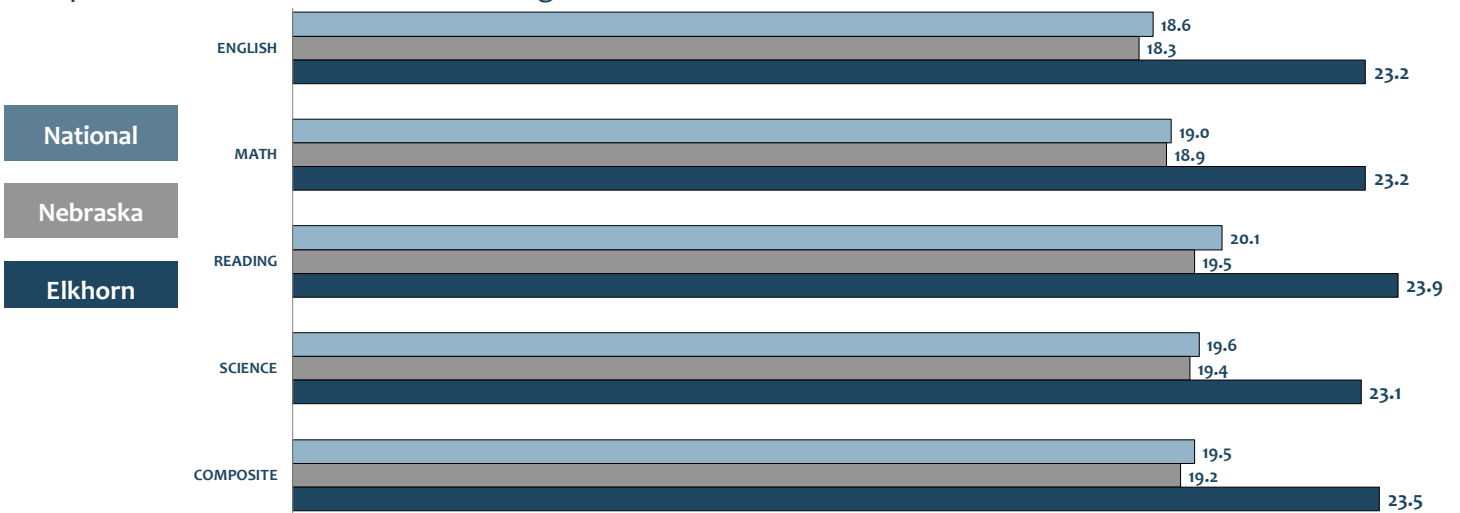 ENGLISH
18.6
18.3
23.2
National
MATH
19.0
18.9
23.2
Nebraska
READING
20.1
19.5
23.9
Elkhorn
SCIENCE
19.6
19.4
23.1
COMPOSITE
19.5
19.2
23.5